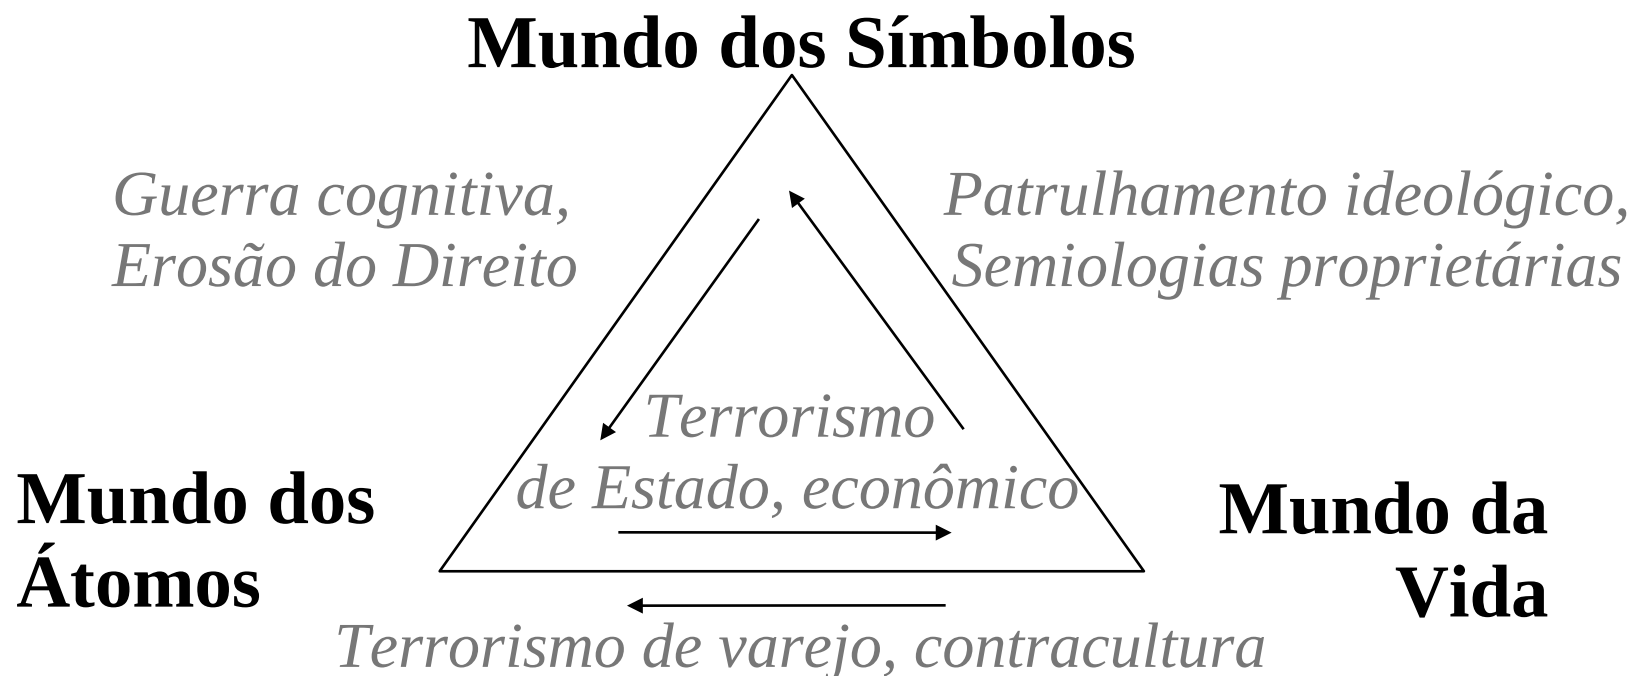 Mundo dos Símbolos
Guerra cognitiva,
Erosão do Direito
Patrulhamento ideológico,
Semiologias proprietárias
Terrorismo
de Estado, econômico
Mundo dos
Átomos
Mundo da
Vida
Terrorismo de varejo, contracultura